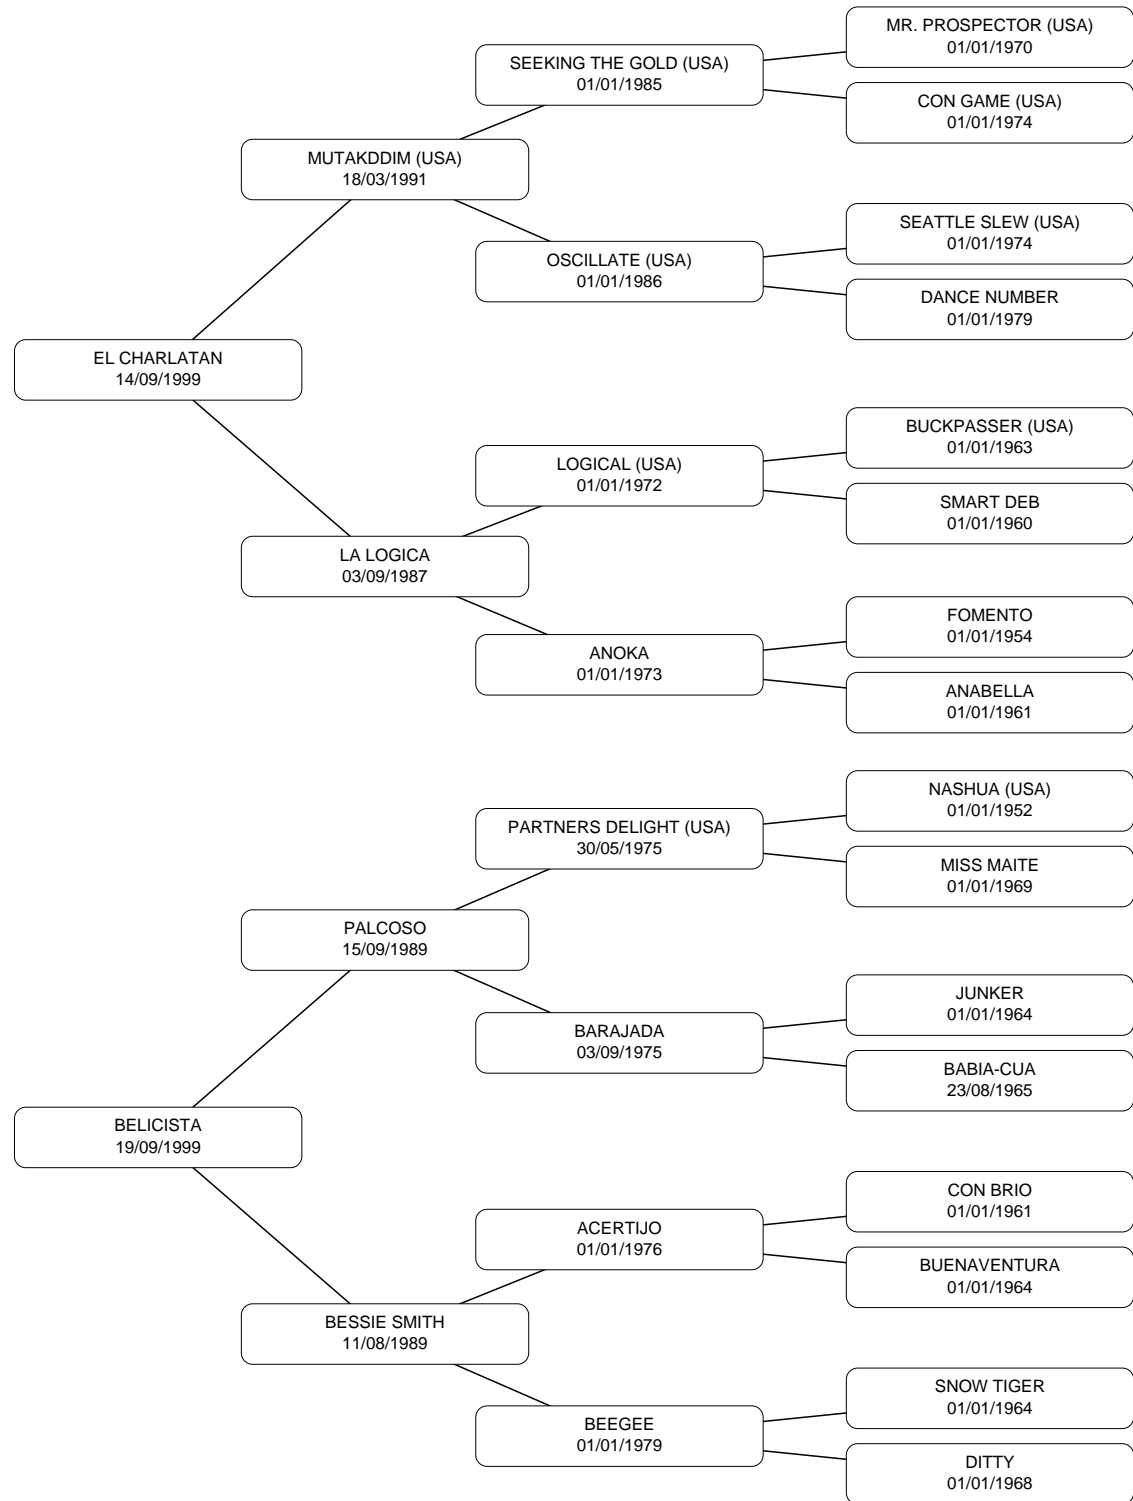 MR. PROSPECTOR (USA)
01/01/1970
SEEKING THE GOLD (USA)
01/01/1985
CON GAME (USA)
01/01/1974
MUTAKDDIM (USA)
18/03/1991
SEATTLE SLEW (USA)
01/01/1974
OSCILLATE (USA)
01/01/1986
DANCE NUMBER
01/01/1979
EL CHARLATAN
14/09/1999
BUCKPASSER (USA)
01/01/1963
LOGICAL (USA)
01/01/1972
SMART DEB
01/01/1960
LA LOGICA
03/09/1987
FOMENTO
01/01/1954
ANOKA
01/01/1973
ANABELLA
01/01/1961
NASHUA (USA)
01/01/1952
PARTNERS DELIGHT (USA)
30/05/1975
MISS MAITE
01/01/1969
PALCOSO
15/09/1989
JUNKER
01/01/1964
BARAJADA
03/09/1975
BABIA-CUA
23/08/1965
BELICISTA
19/09/1999
CON BRIO
01/01/1961
ACERTIJO
01/01/1976
BUENAVENTURA
01/01/1964
BESSIE SMITH
11/08/1989
SNOW TIGER
01/01/1964
BEEGEE
01/01/1979
DITTY
01/01/1968